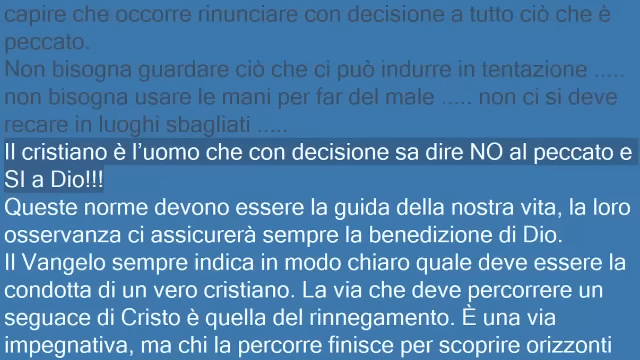 capire che occorre rinunciare con decisione a tutto ciò che è
peccato.
Non bisogna guardare ciò che ci può indurre in tentazione .....
non bisogna usare le mani per far del male ..... non ci si deve
recare in luoghi sbagliati .....
Il cristiano è l’uomo che con decisione sa dire NO al peccato e
SI a Dio!!!
Queste norme devono essere la guida della nostra vita, la loro
osservanza ci assicurerà sempre la benedizione di Dio.
Il Vangelo sempre indica in modo chiaro quale deve essere la
condotta di un vero cristiano. La via che deve percorrere un
seguace di Cristo è quella del rinnegamento. È una via
impegnativa, ma chi la percorre finisce per scoprire orizzonti